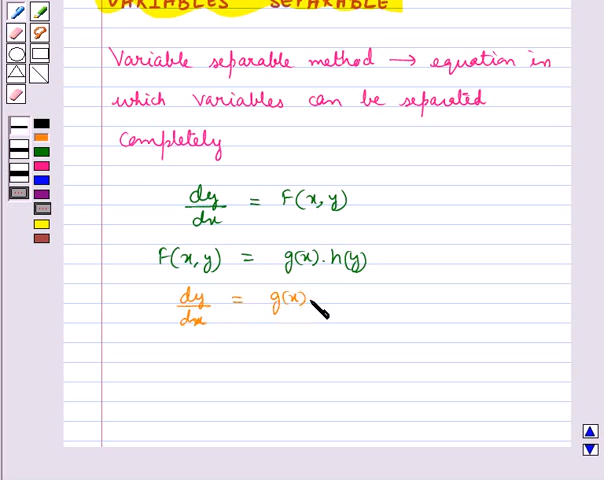 VARIABLES SEPARABLE
Variable separable method → equation in
which variables can be separated
completely
dy/dx = F(x, y)
F(x, y) = g(x). h(y)
dy/dx = g(x)